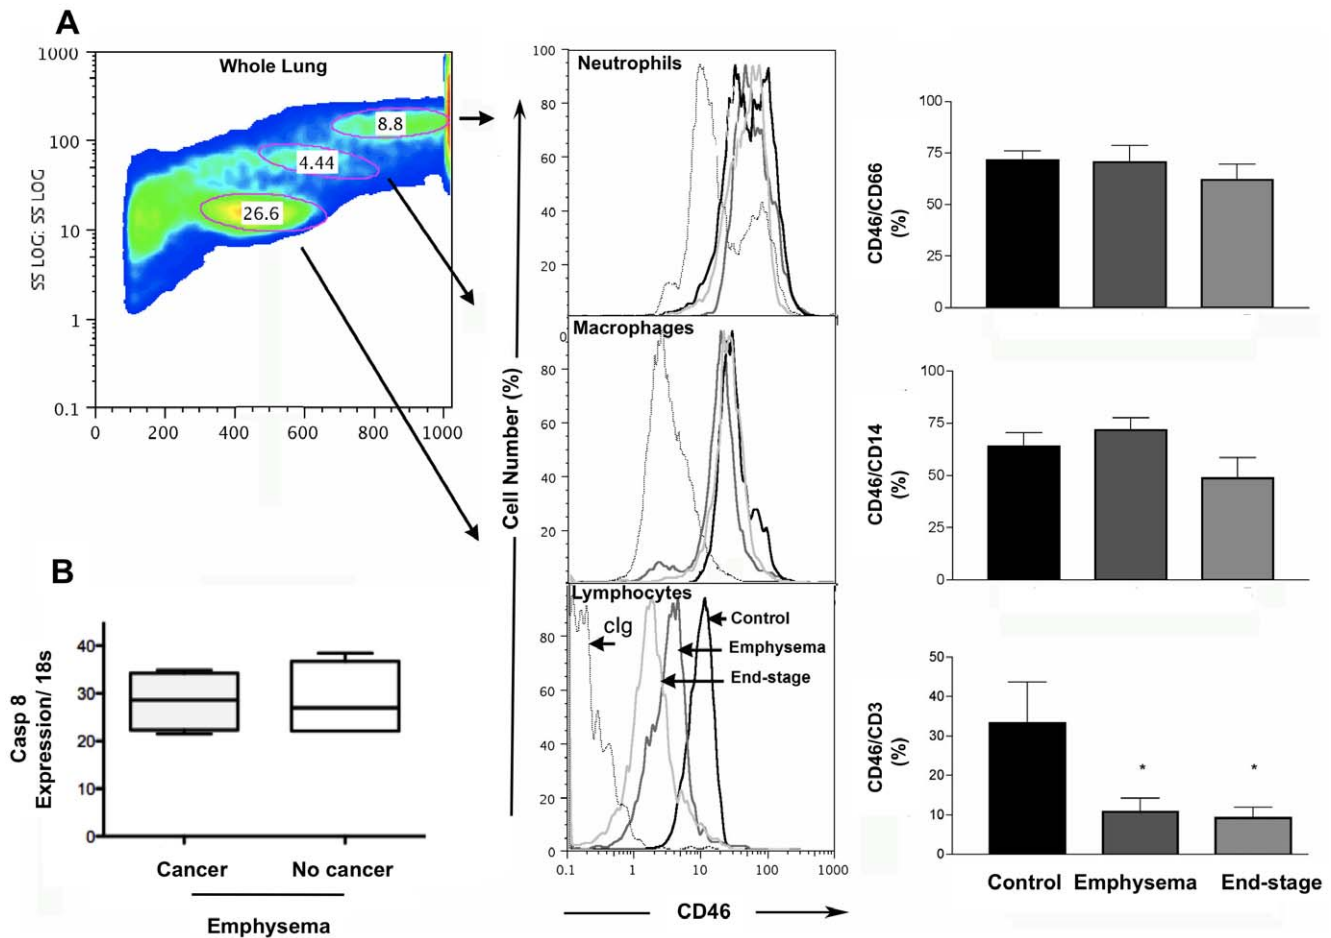 A
Whole Lung
1000
100
10
1
0.1
SS LOG: SS LOG
8.8
4.44
26.6
0 200 400 600 800 1000
Cell Number (%)
Neutrophils
100
80
60
40
20
Macrophages
0
80
60
40
20
Lymphocytes
cIg
Control
Emphysema
End-stage
80
60
40
20
0
0.1 1 10 100 1000
CD46
CD46/CD66
(%)
100
75
50
25
0
CD46/CD14
(%)
100
75
50
25
0
CD46/CD3
(%)
50
40
30
20
10
0
* *
Control Emphysema End-stage
B
Casp 8
Expression/ 18s
40
30
20
10
0
Cancer No cancer
Emphysema